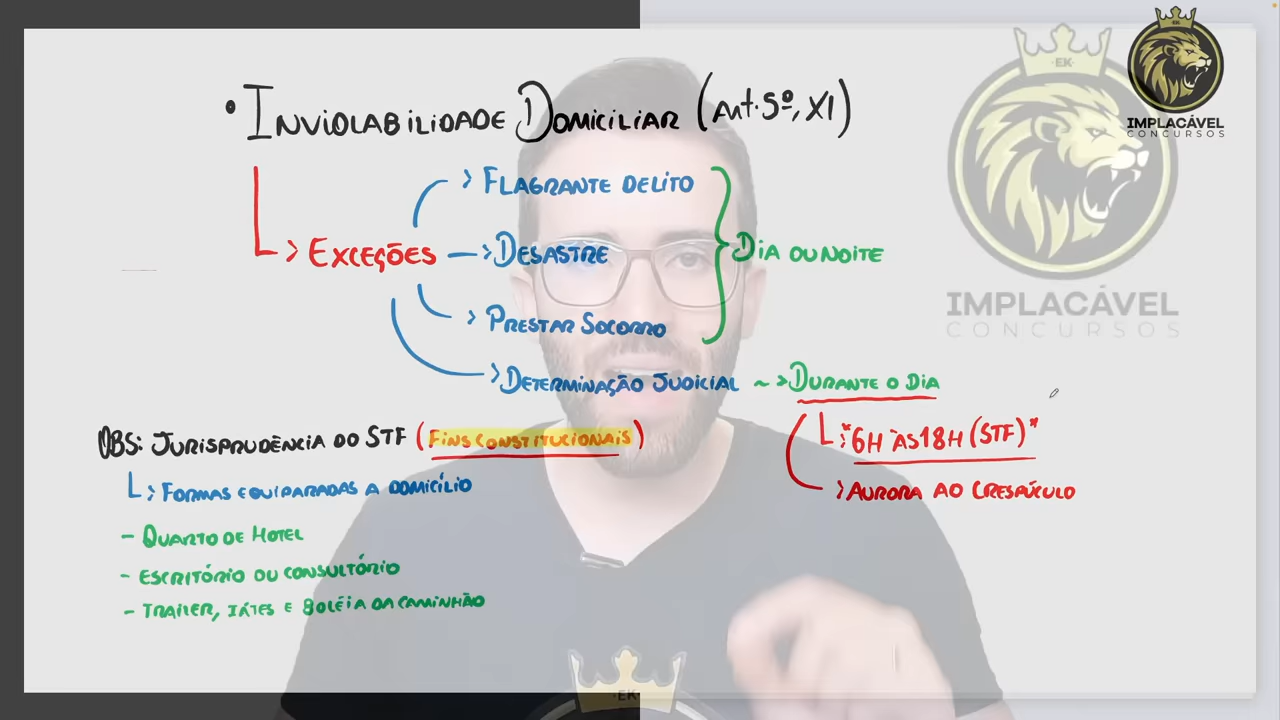 • INVIOLABILIDADE DOMICILIAR (ART. 5º, XI)
> FLAGRANTE DELITO
> EXCEÇÕES —> DESASTRE
DIA OU NOITE
> PRESTAR SOCORRO
> DETERMINAÇÃO JUDICIAL ~> DURANTE O DIA
OBS: JURISPRUDÊNCIA DO STF (FINS CONSTITUCIONAIS)
> *6H ÀS 18H (STF)*
> FORMAS EQUIPARADAS A DOMICÍLIO
> AURORA AO CRESPÚCULO
- QUARTO DE HOTEL
- ESCRITÓRIO OU CONSULTÓRIO
- TRAILER, IATES E BOLÉIA DA CAMINHÃO
EK
IMPLACÁVEL
CONCURSOS
IMPLACÁVEL
CONCURSOS
EK